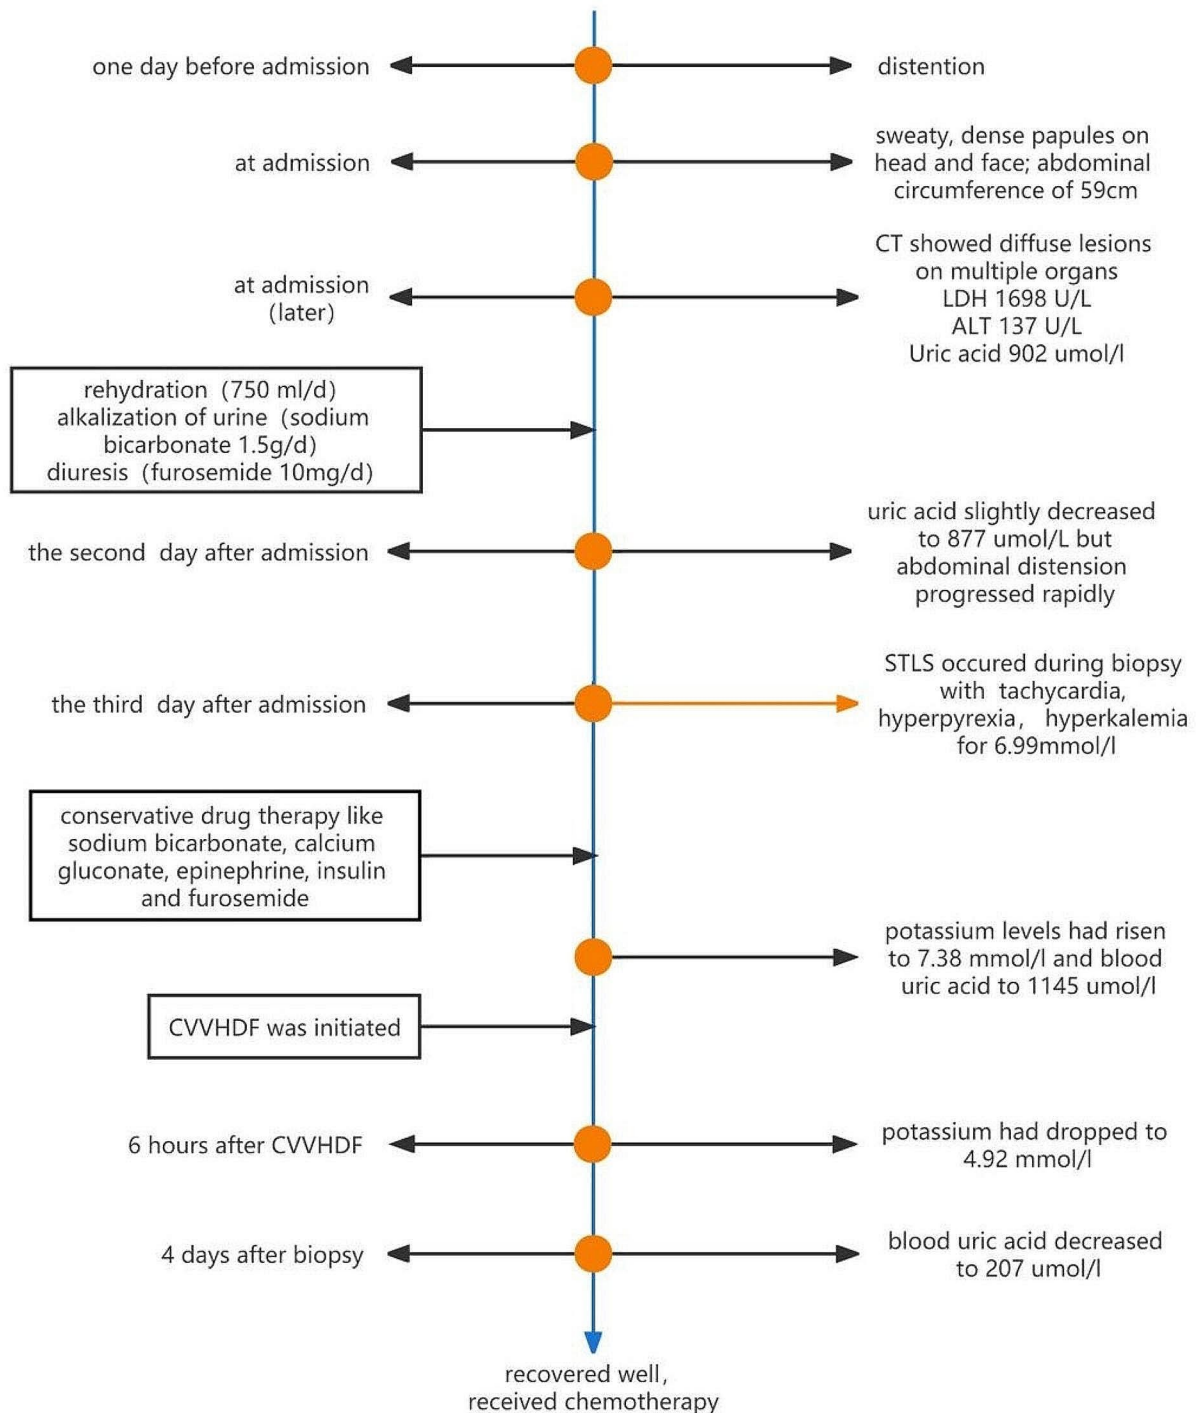 one day before admission
distention
at admission
sweaty, dense papules on
head and face; abdominal
circumference of 59cm
at admission
(later)
CT showed diffuse lesions
on multiple organs
LDH 1698 U/L
ALT 137 U/L
Uric acid 902 umol/l
rehydration (750 ml/d)
alkalization of urine (sodium
bicarbonate 1.5g/d)
diuresis (furosemide 10mg/d)
the second day after admission
uric acid slightly decreased
to 877 umol/L but
abdominal distension
progressed rapidly
the third day after admission
STLS occured during biopsy
with tachycardia,
hyperpyrexia, hyperkalemia
for 6.99mmol/l
conservative drug therapy like
sodium bicarbonate, calcium
gluconate, epinephrine, insulin
and furosemide
potassium levels had risen
to 7.38 mmol/l and blood
uric acid to 1145 umol/l
CVVHDF was initiated
6 hours after CVVHDF
potassium had dropped to
4.92 mmol/l
4 days after biopsy
blood uric acid decreased
to 207 umol/l
recovered well,
received chemotherapy